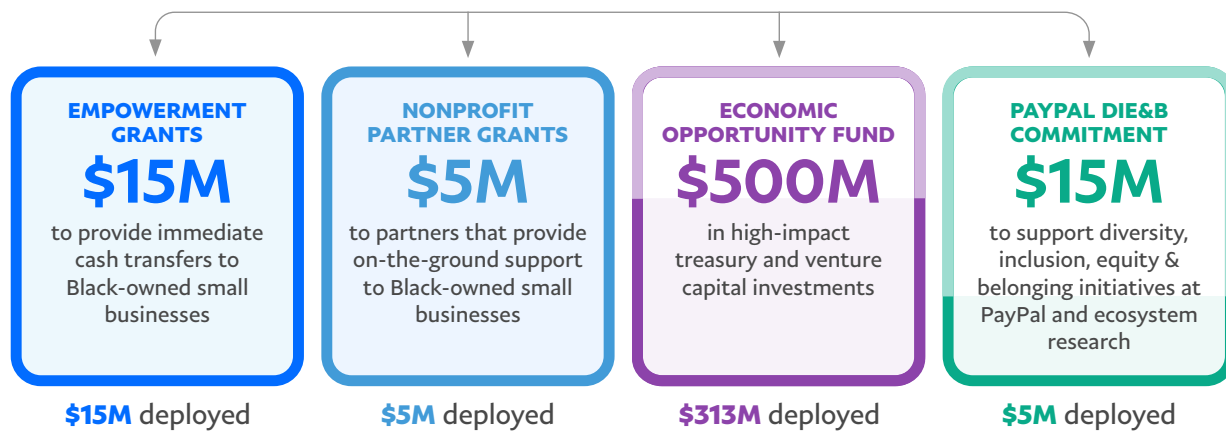 EMPOWERMENT
GRANTS
$15M
to provide immediate
cash transfers to
Black-owned small
businesses
$15M deployed
NONPROFIT
PARTNER GRANTS
$5M
to partners that provide
on-the-ground support
to Black-owned small
businesses
$5M deployed
ECONOMIC
OPPORTUNITY FUND
$500M
in high-impact
treasury and venture
capital investments
$313M deployed
PAYPAL DIE&B
COMMITMENT
$15M
to support diversity,
inclusion, equity &
belonging initiatives at
PayPal and ecosystem
research
$5M deployed